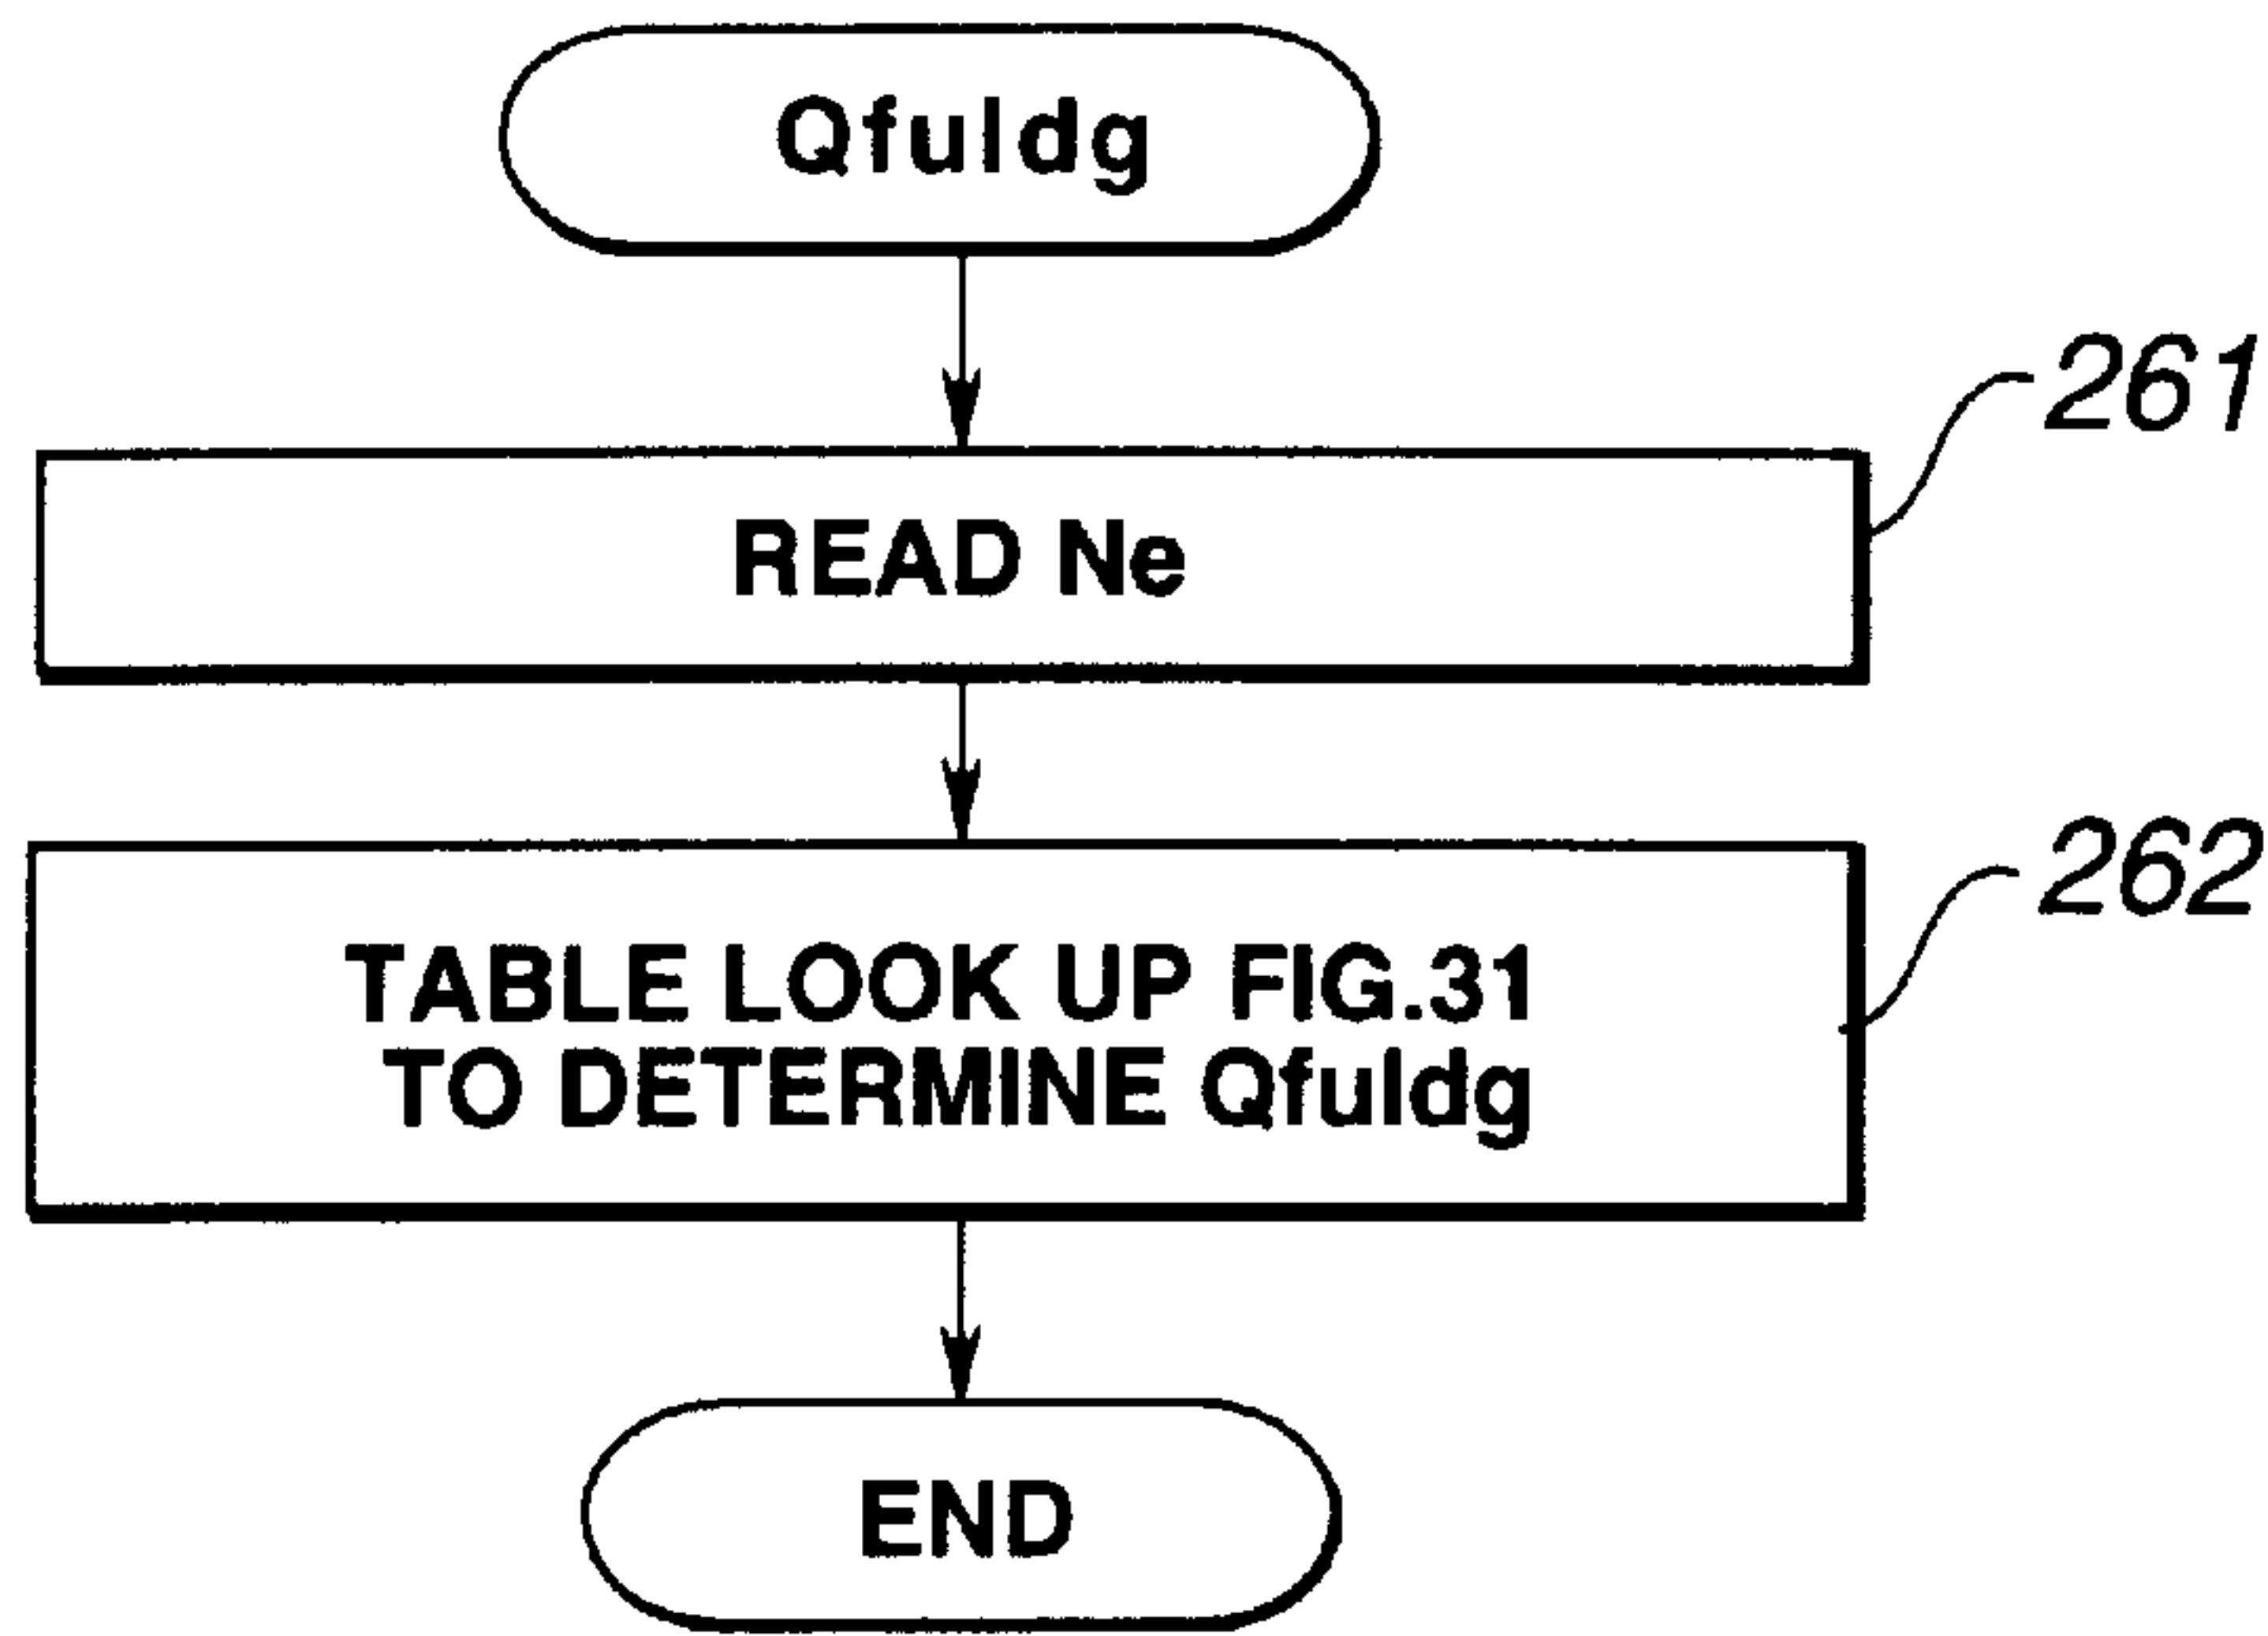 Qfuldg
261
READ Ne
262
TABLE LOOK UP FIG.31
TO DETERMINE Qfuldg
END